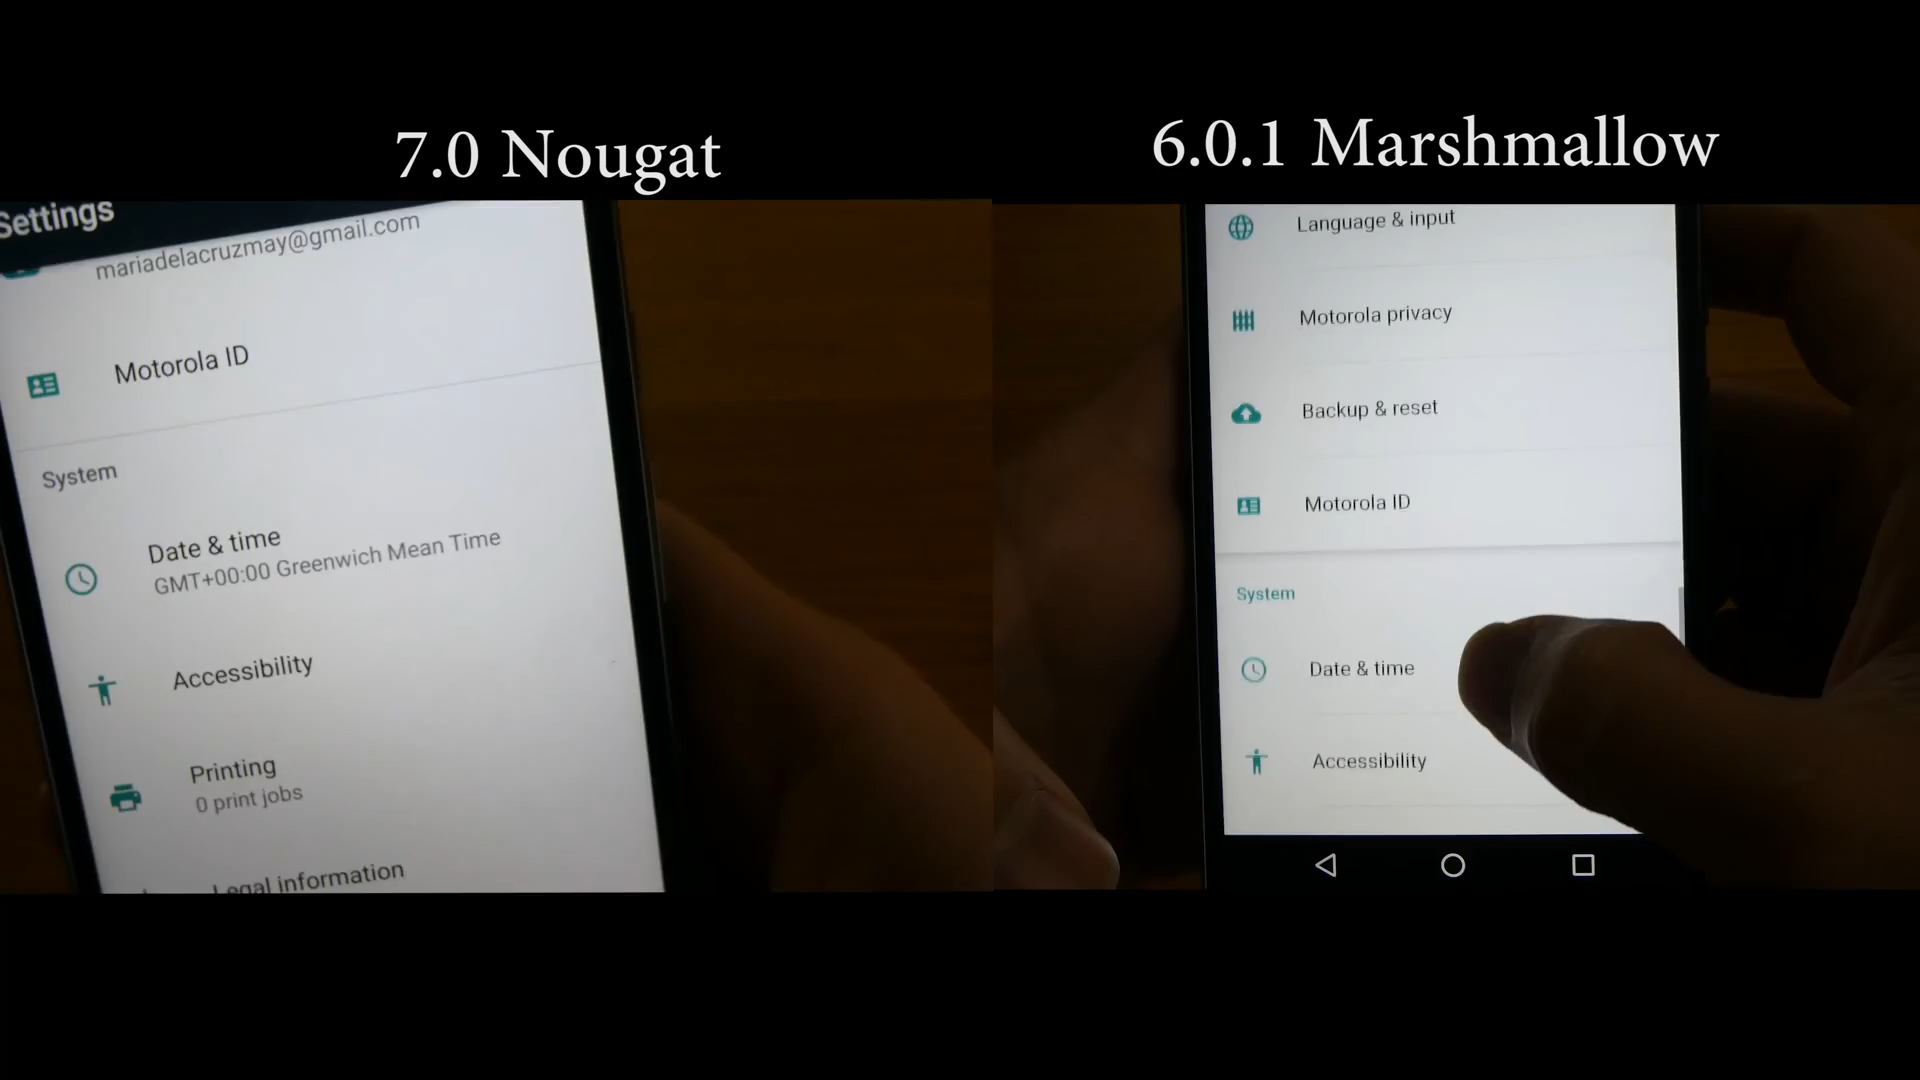 7.0 Nougat
Settings
mariadelacruzmay@gmail.com
Motorola ID
System
Date & time
GMT+00:00 Greenwich Mean Time
Accessibility
Printing
0 print jobs
Legal information
6.0.1 Marshmallow
Language & input
Motorola privacy
Backup & reset
Motorola ID
System
Date & time
Accessibility